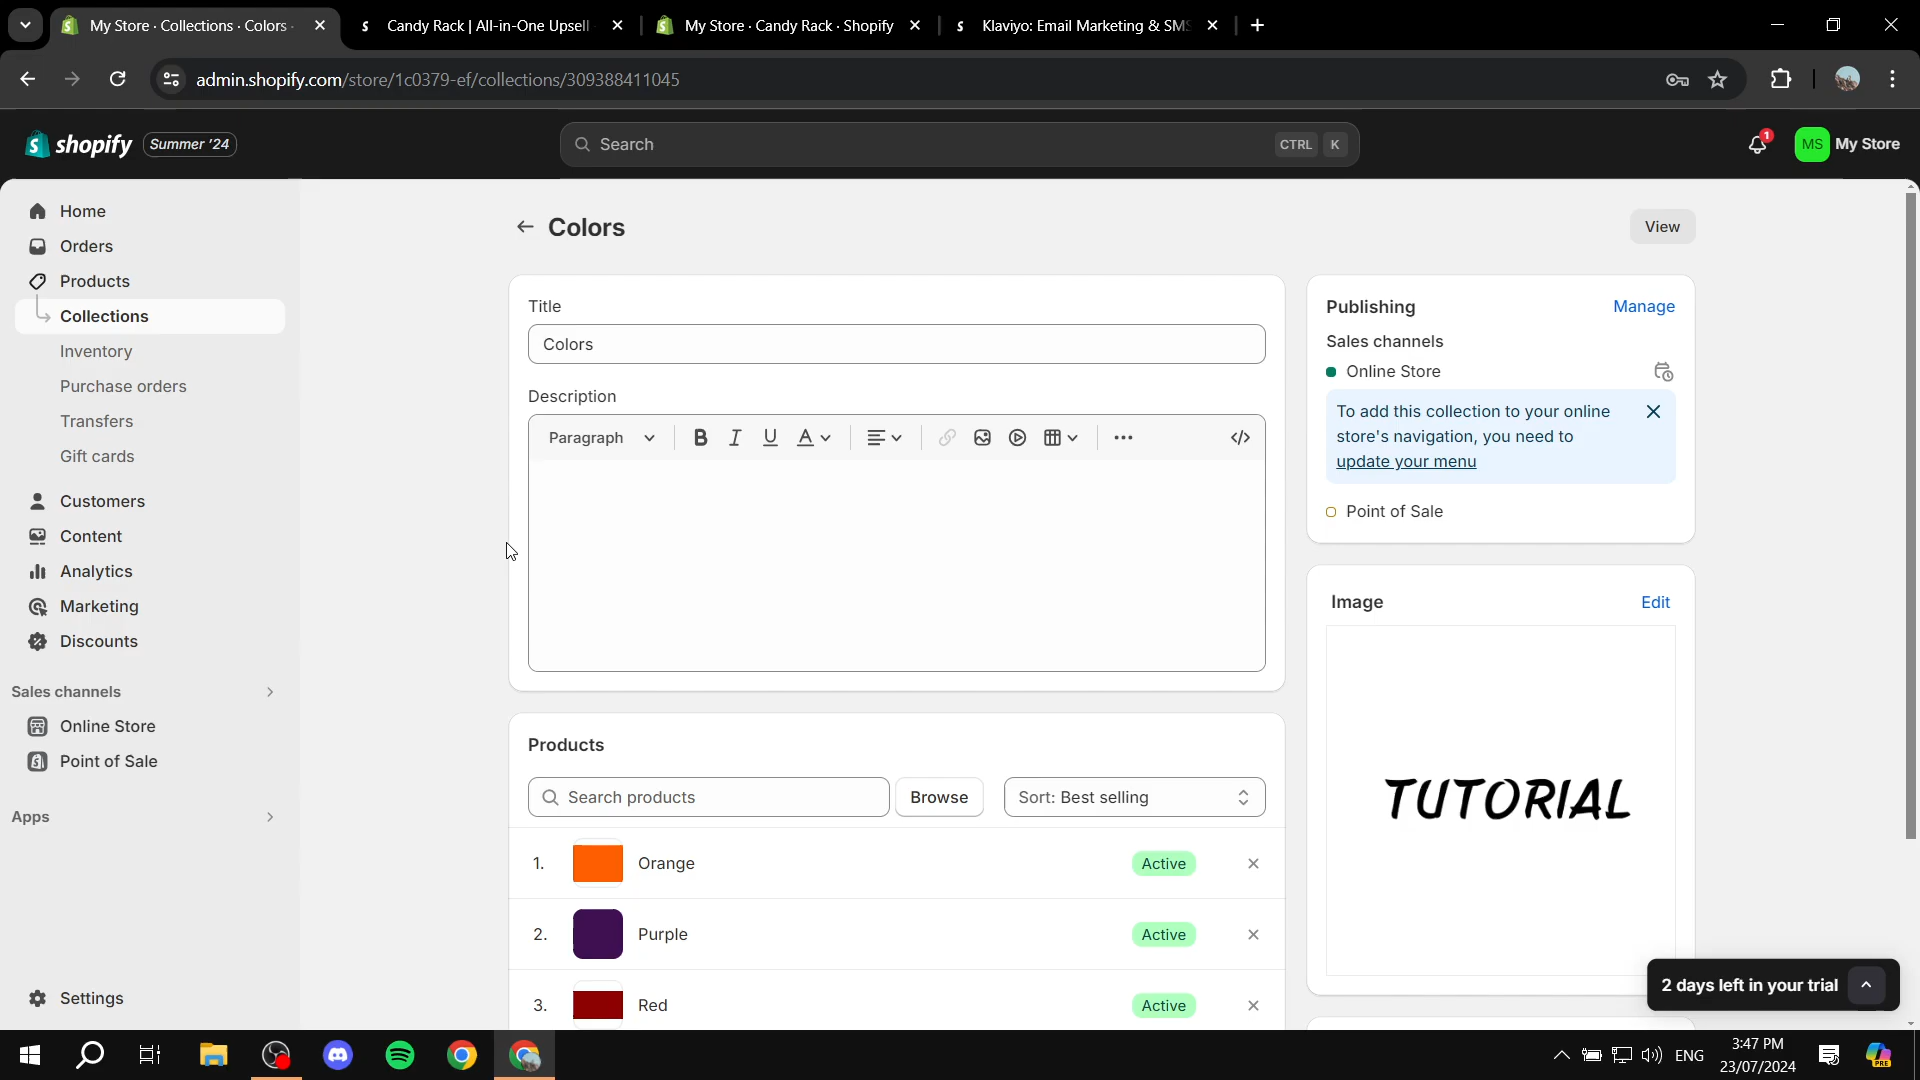 My Store · Collections · Colors
Candy Rack | All-in-One Upsell
My Store · Candy Rack · Shopify
Klaviyo: Email Marketing & SMS
admin.shopify.com/store/1c0379-ef/collections/309388411045
shopify
Summer '24
Search
CTRL
K
1
MS
My Store
Home
Orders
Products
Collections
Inventory
Purchase orders
Transfers
Gift cards
Customers
Content
Analytics
Marketing
Discounts
Sales channels
Online Store
Point of Sale
Apps
Settings
Colors
View
Title
Colors
Description
Paragraph
B I U A
Products
Search products
Browse
Sort: Best selling
1. Orange Active
2. Purple Active
3. Red Active
Publishing
Manage
Sales channels
Online Store
To add this collection to your online
store's navigation, you need to
update your menu
Point of Sale
Image
Edit
TUTORIAL
2 days left in your trial
ENG
3:47 PM
23/07/2024
PRE